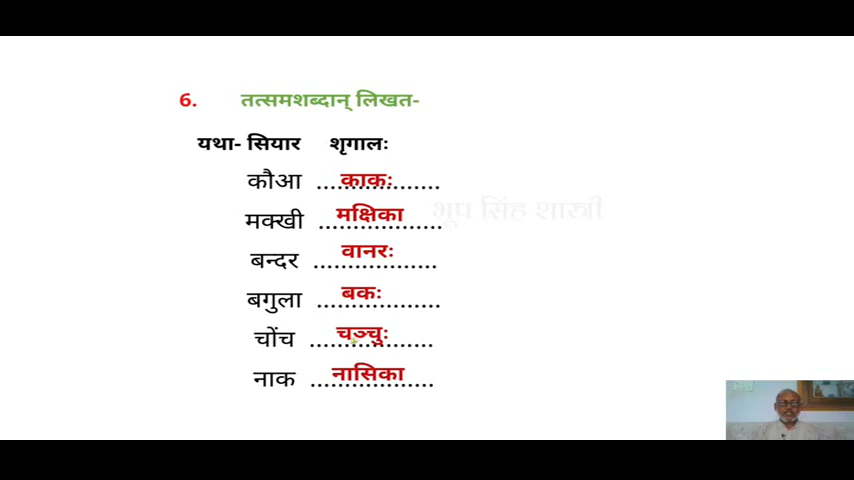 6. तत्समशब्दान् लिखत-
यथा- सियार शृगालः
कौआ ..काकः.......
मक्खी ..मक्षिका......
बन्दर ....वानरः.....
बगुला ...बकः......
चोंच ...चञ्चुः......
नाक ..नासिका....
भूप सिंह शास्त्री